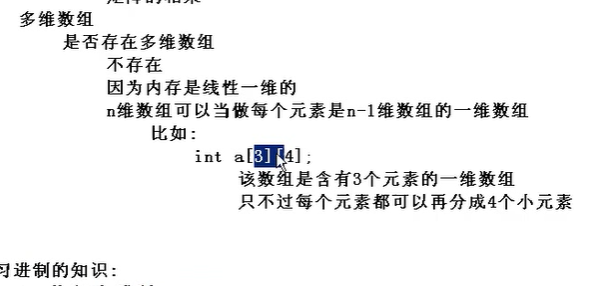 多维数组
是否存在多维数组
不存在
因为内存是线性一维的
n维数组可以当做每个元素是n-1维数组的一维数组
比如:
int a[3][4];
该数组是含有3个元素的一维数组
只不过每个元素都可以再分成4个小元素
习进制的知识: